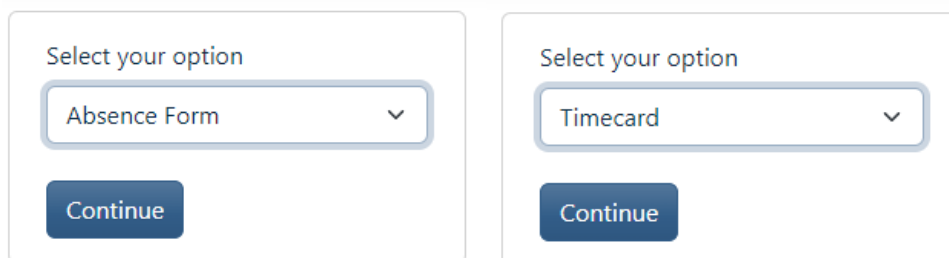 Select your option
Absence Form
Continue
Select your option
Timecard
Continue